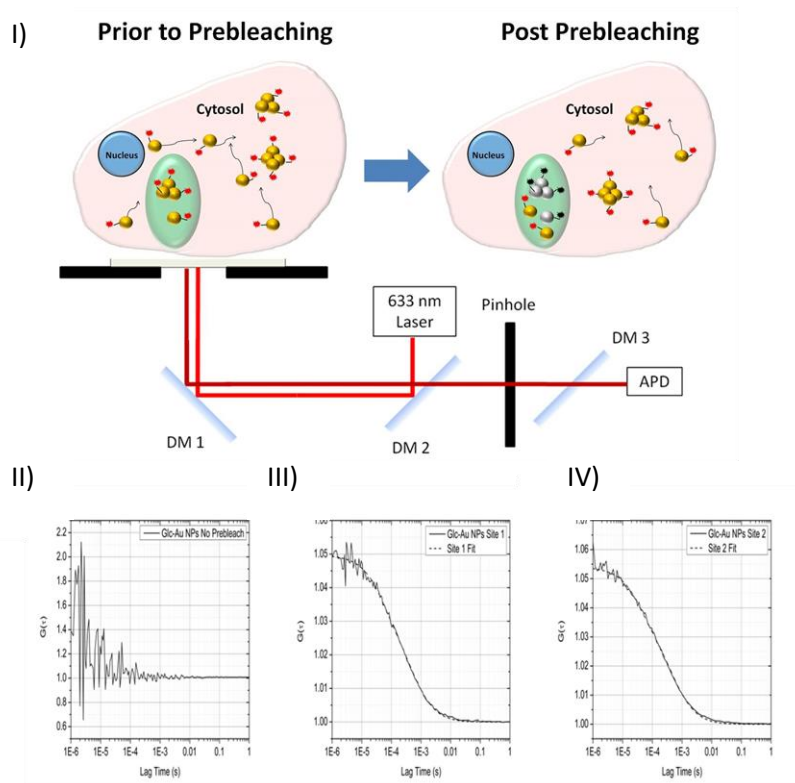 I)
Prior to Prebleaching
Post Prebleaching
Cytosol
Nucleus
Cytosol
Nucleus
633 nm
Laser
Pinhole
DM 3
APD
DM 1
DM 2
II)
III)
IV)
Glc-Au NPs No Prebleach
2.2
2.0
1.8
1.6
1.4
1.2
1.0
0.8
0.6
G(τ)
1E-6 1E-5 1E-4 1E-3 0.01 0.1 1
Lag Time (s)
Glc-Au NPs Site 1
Site 1 Fit
1.06
1.05
1.04
1.03
1.02
1.01
1.00
G(τ)
1E-6 1E-5 1E-4 1E-3 0.01 0.1 1
Lag Time (s)
Glc-Au NPs Site 2
Site 2 Fit
1.07
1.06
1.05
1.04
1.03
1.02
1.01
1.00
G(τ)
1E-6 1E-5 1E-4 1E-3 0.01 0.1 1
Lag Time (s)